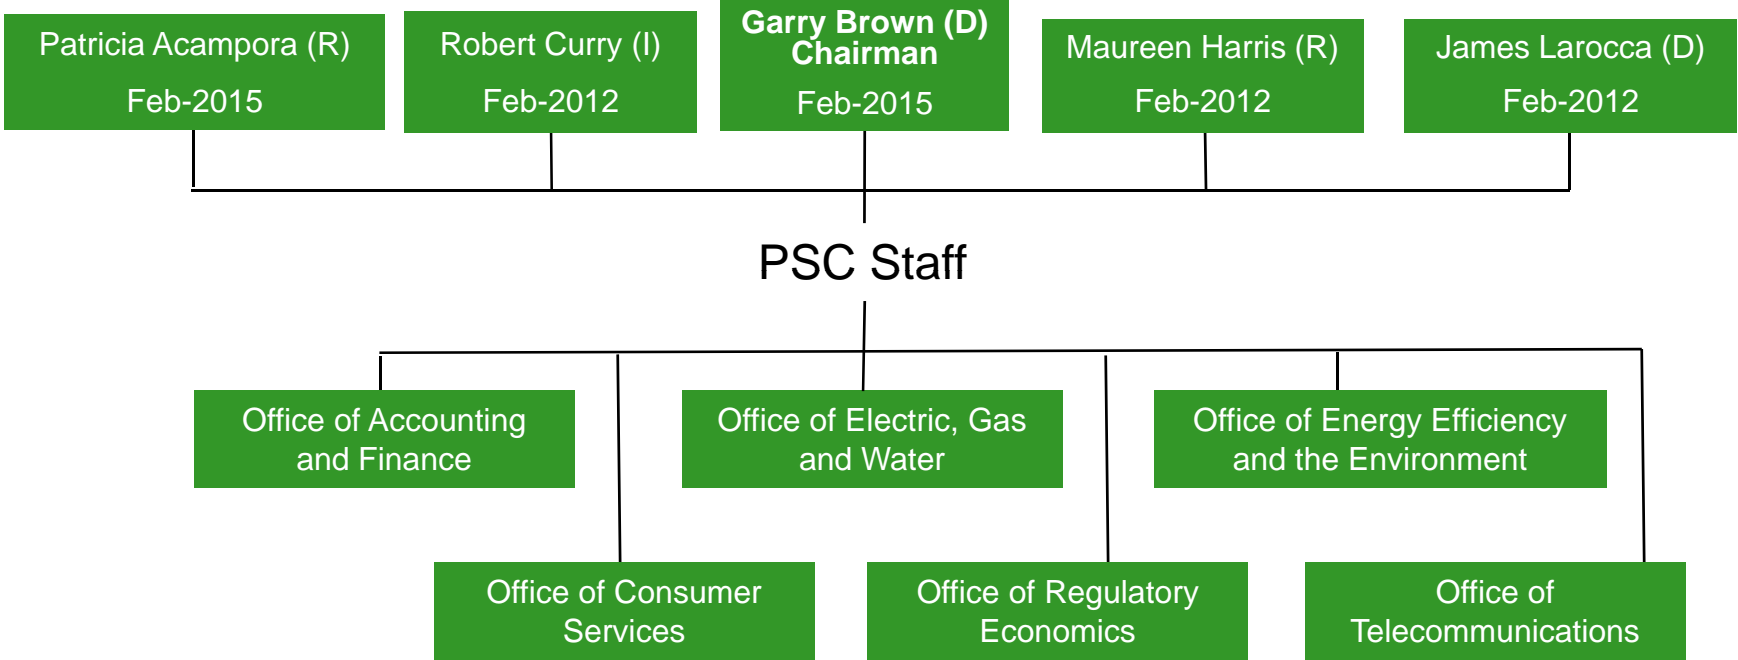 Patricia Acampora (R)
Feb-2015
Robert Curry (I)
Feb-2012
Garry Brown (D)
Chairman
Feb-2015
Maureen Harris (R)
Feb-2012
James Larocca (D)
Feb-2012
PSC Staff
Office of Accounting
and Finance
Office of Electric, Gas
and Water
Office of Energy Efficiency
and the Environment
Office of Consumer
Services
Office of Regulatory
Economics
Office of
Telecommunications